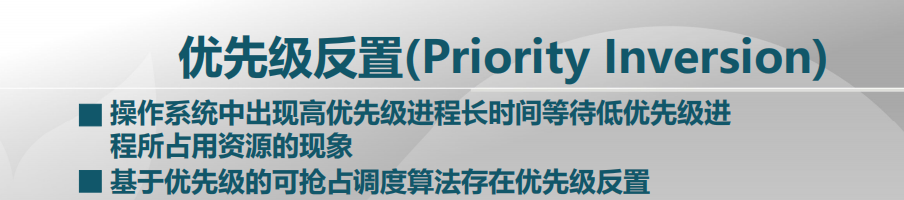 优先级反置(Priority Inversion)
操作系统中出现高优先级进程长时间等待低优先级进
程所占用资源的现象
基于优先级的可抢占调度算法存在优先级反置